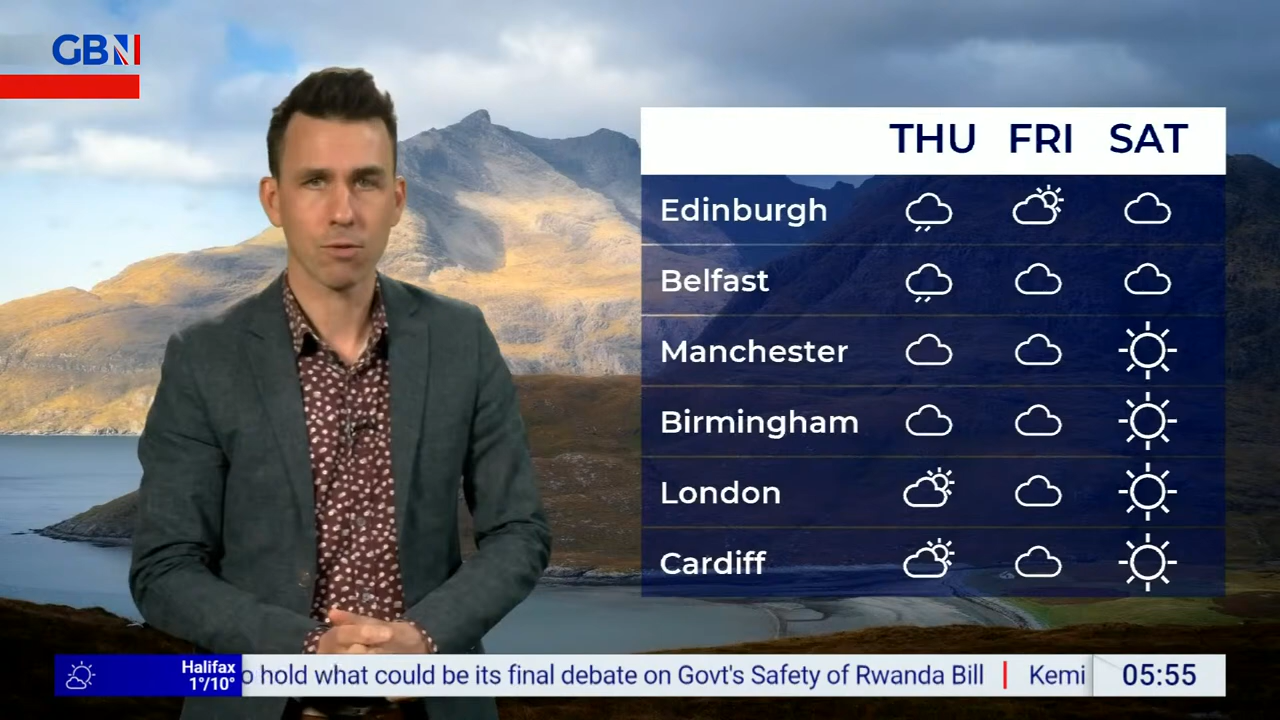 GBN
THU FRI SAT
Edinburgh
Belfast
Manchester
Birmingham
London
Cardiff
Halifax
1°/10°
o hold what could be its final debate on Govt's Safety of Rwanda Bill | Kemi
05:55